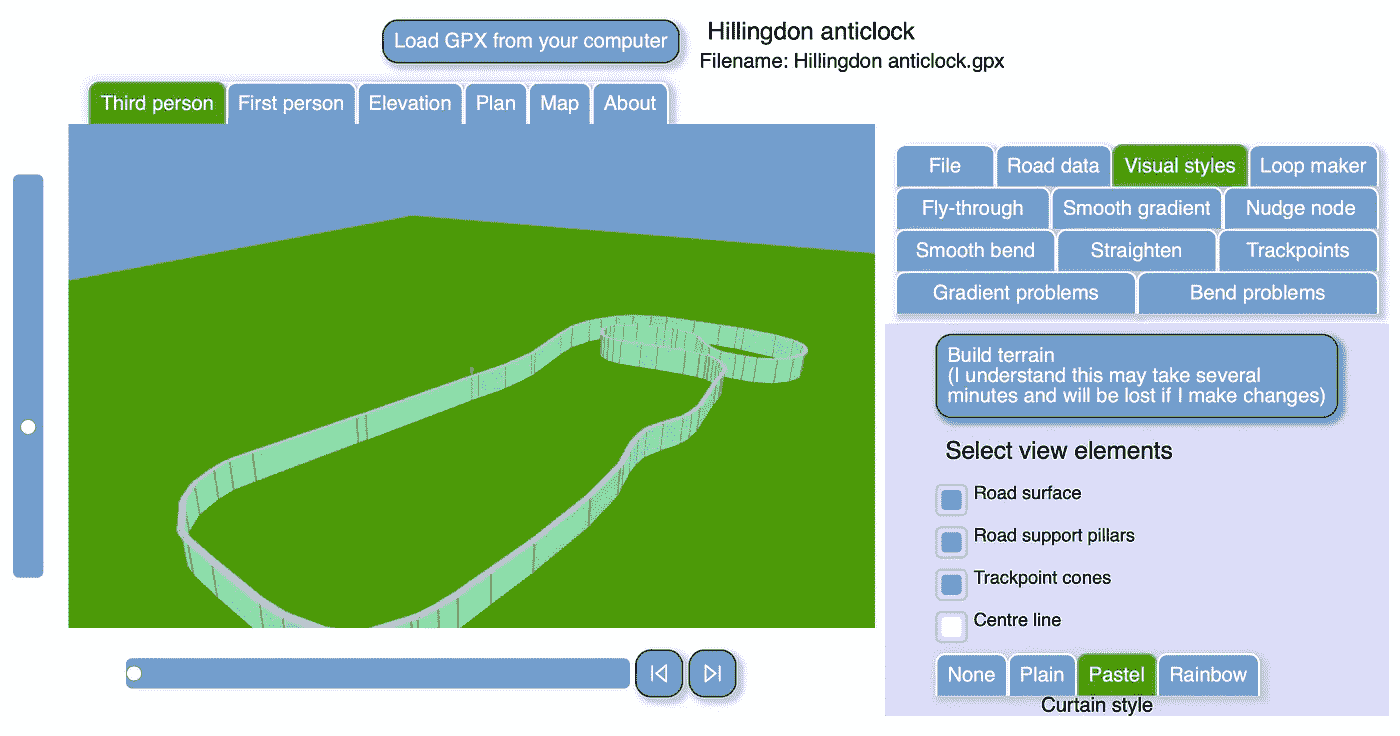 Load GPX from your computer
Hillingdon anticlock
Filename: Hillingdon anticlock.gpx
Third person
First person
Elevation
Plan
Map
About
File
Road data
Visual styles
Loop maker
Fly-through
Smooth gradient
Nudge node
Smooth bend
Straighten
Trackpoints
Gradient problems
Bend problems
Build terrain
(I understand this may take several
minutes and will be lost if I make changes)
Select view elements
Road surface
Road support pillars
Trackpoint cones
Centre line
None
Plain
Pastel
Rainbow
Curtain style